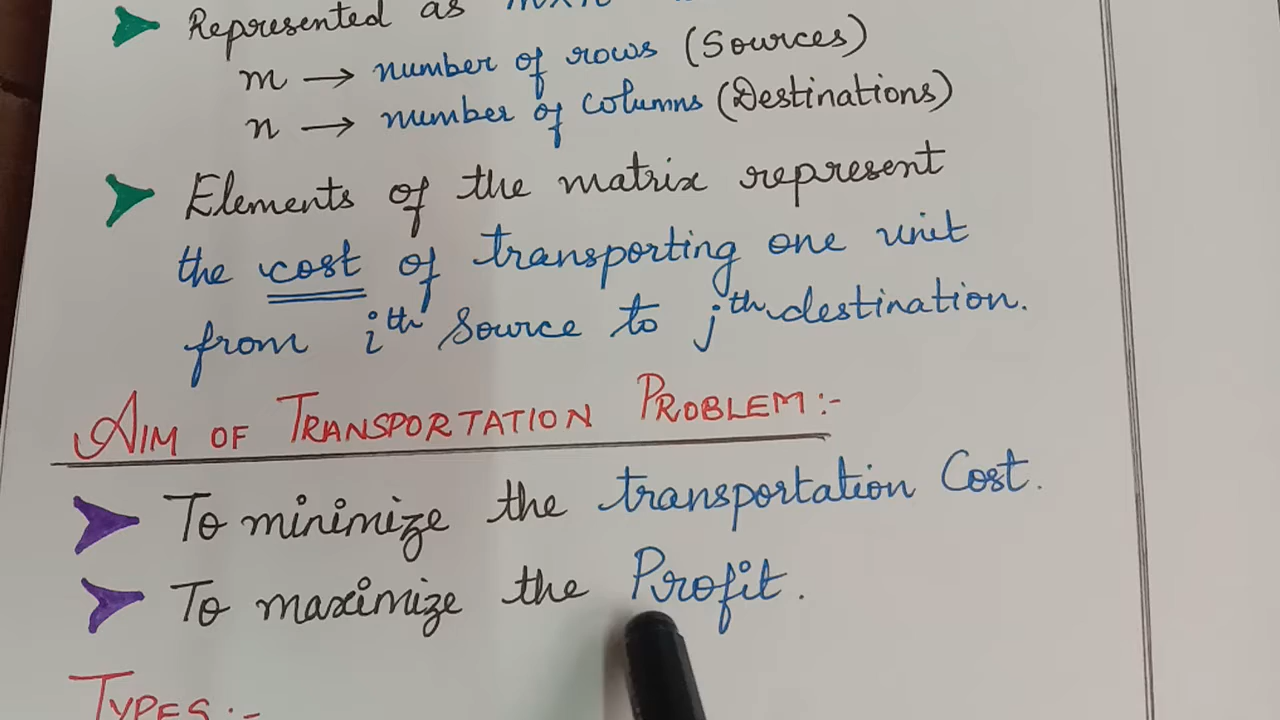 Represented as mxn
m → number of rows (Sources)
n → number of columns (Destinations)
Elements of the matrix represent
the cost of transporting one unit
from ith source to jth destination.
AIM OF TRANSPORTATION PROBLEM:-
To minimize the transportation Cost.
To maximize the Profit.
TYPES:-